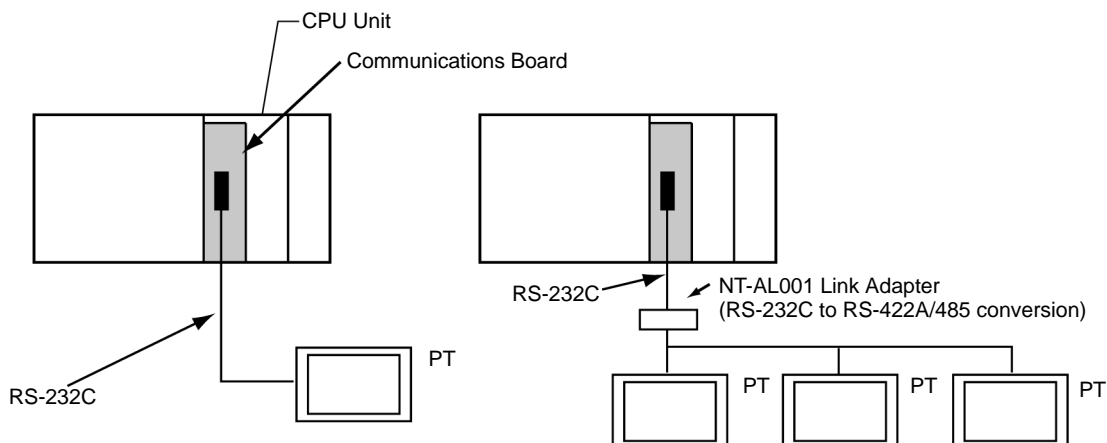 CPU Unit
Communications Board
RS-232C
PT
RS-232C
NT-AL001 Link Adapter
(RS-232C to RS-422A/485 conversion)
PT
PT
PT